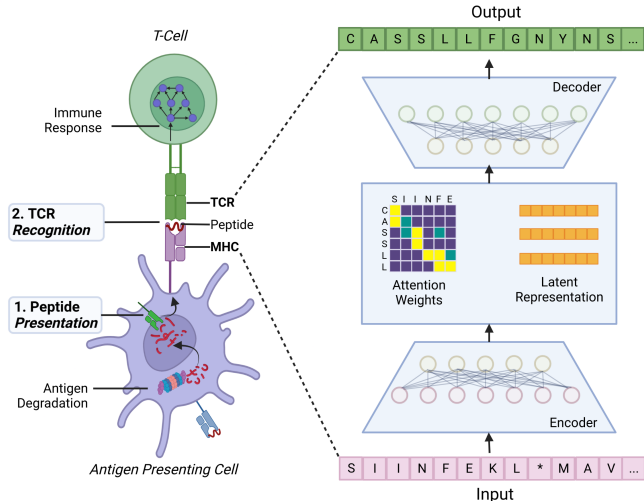 T-Cell
Immune
Response
2. TCR
Recognition
TCR
Peptide
MHC
1. Peptide
Presentation
Antigen
Degradation
Antigen Presenting Cell
Output
C A S S L L F G N Y N S ...
Decoder
S I I N F E
C
A
S
S
L
L
Attention
Weights
Latent
Representation
Encoder
S I I N F E K L * M A V ...
Input